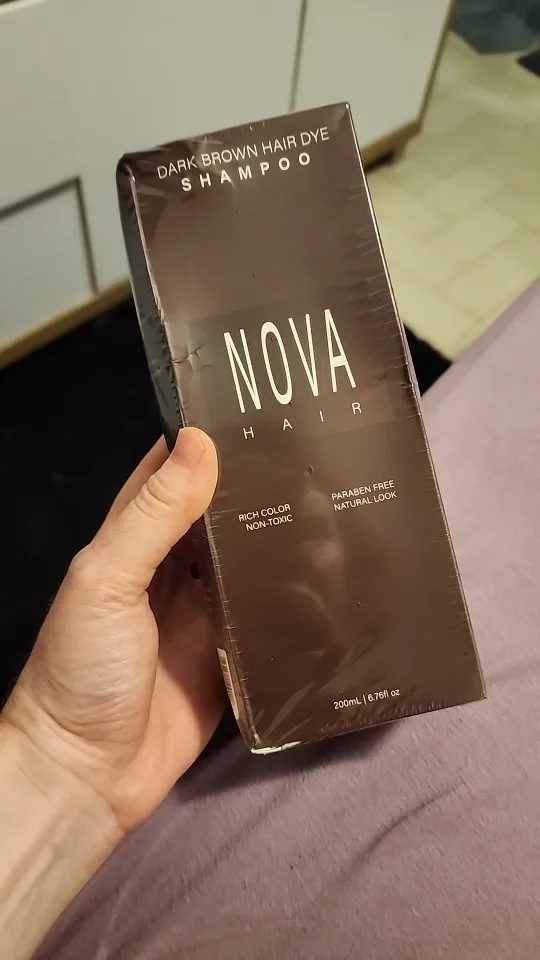 DARK BROWN HAIR DYE
SHAMPOO
NOVA
HAIR
RICH COLOR
NON-TOXIC
PARABEN FREE
NATURAL LOOK
200mL | 6.76fl oz